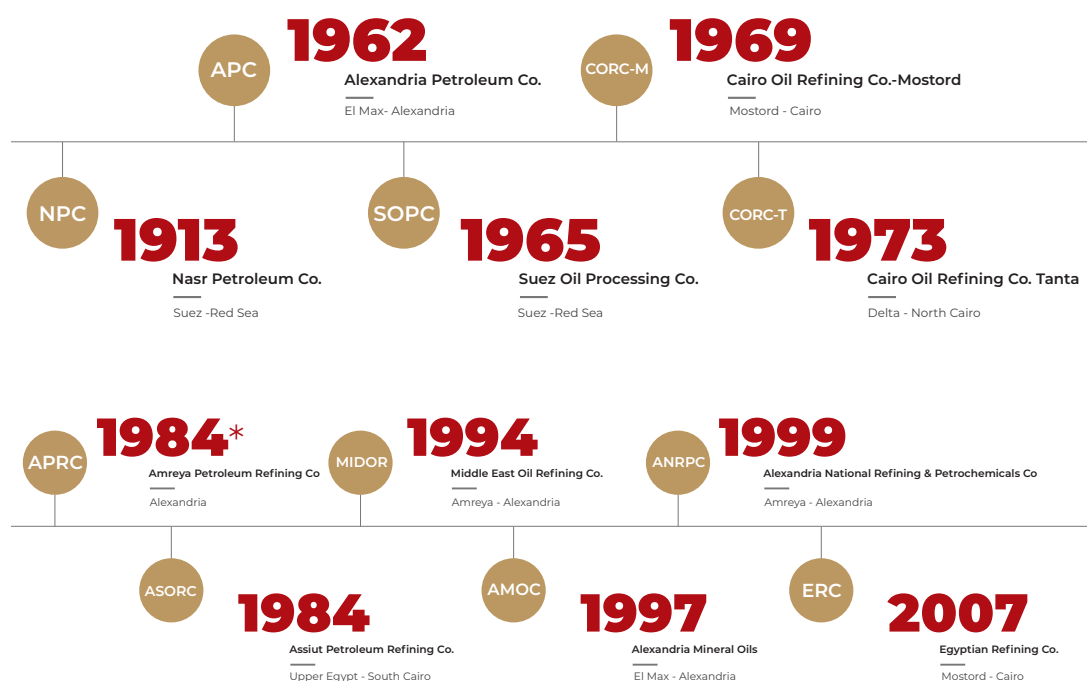 APC
1962
Alexandria Petroleum Co.
El Max- Alexandria
CORC-M
1969
Cairo Oil Refining Co.-Mostord
Mostord - Cairo
NPC
1913
Nasr Petroleum Co.
Suez -Red Sea
SOPC
1965
Suez Oil Processing Co.
Suez -Red Sea
CORC-T
1973
Cairo Oil Refining Co. Tanta
Delta - North Cairo
APRC
1984*
Amreya Petroleum Refining Co
Alexandria
MIDOR
1994
Middle East Oil Refining Co.
Amreya - Alexandria
ANRPC
1999
Alexandria National Refining & Petrochemicals Co
Amreya - Alexandria
ASORC
1984
Assiut Petroleum Refining Co.
Upper Egypt - South Cairo
AMOC
1997
Alexandria Mineral Oils
El Max - Alexandria
ERC
2007
Egyptian Refining Co.
Mostord - Cairo